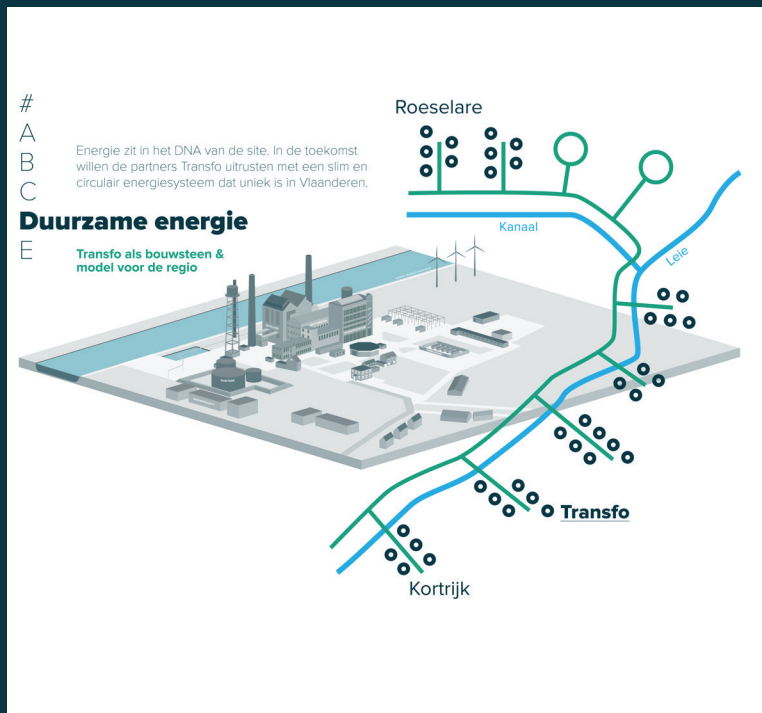 #
A
B
C
Duurzame energie
E
Energie zit in het DNA van de site. In de toekomst
willen de partners Transfo uitrusten met een slim en
circulair energiesysteem dat uniek is in Vlaanderen.
Transfo als bouwsteen &
model voor de regio
Roeselare
Kanaal
Leie
Transfo
Kortrijk